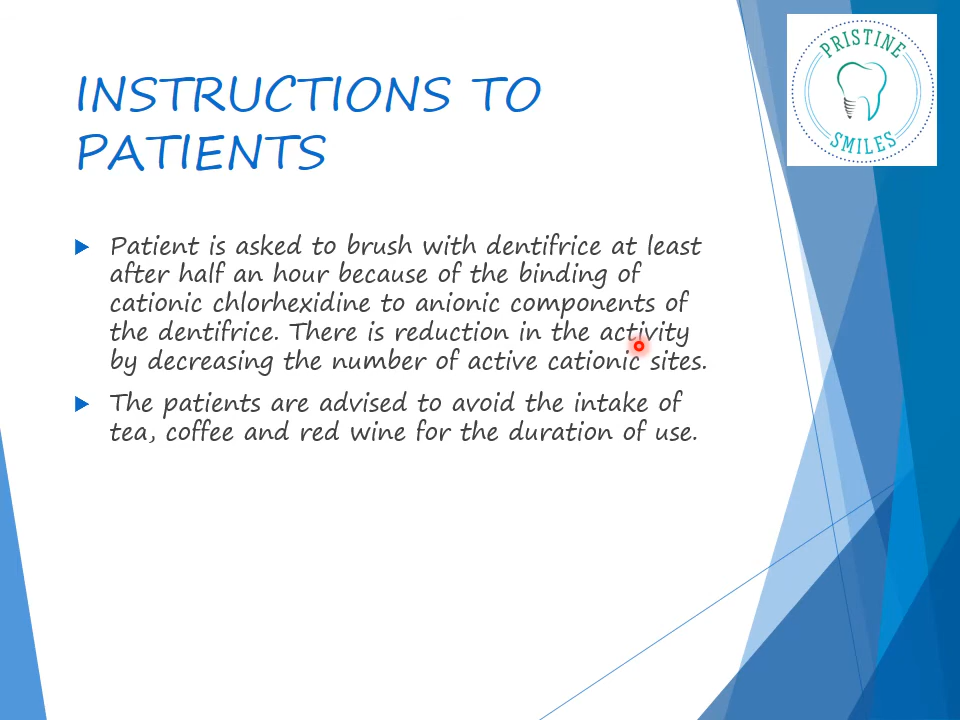 PRISTINE
SMILES
INSTRUCTIONS TO
PATIENTS
Patient is asked to brush with dentifrice at least
after half an hour because of the binding of
cationic chlorhexidine to anionic components of
the dentifrice. There is reduction in the activity
by decreasing the number of active cationic sites.
The patients are advised to avoid the intake of
tea, coffee and red wine for the duration of use.